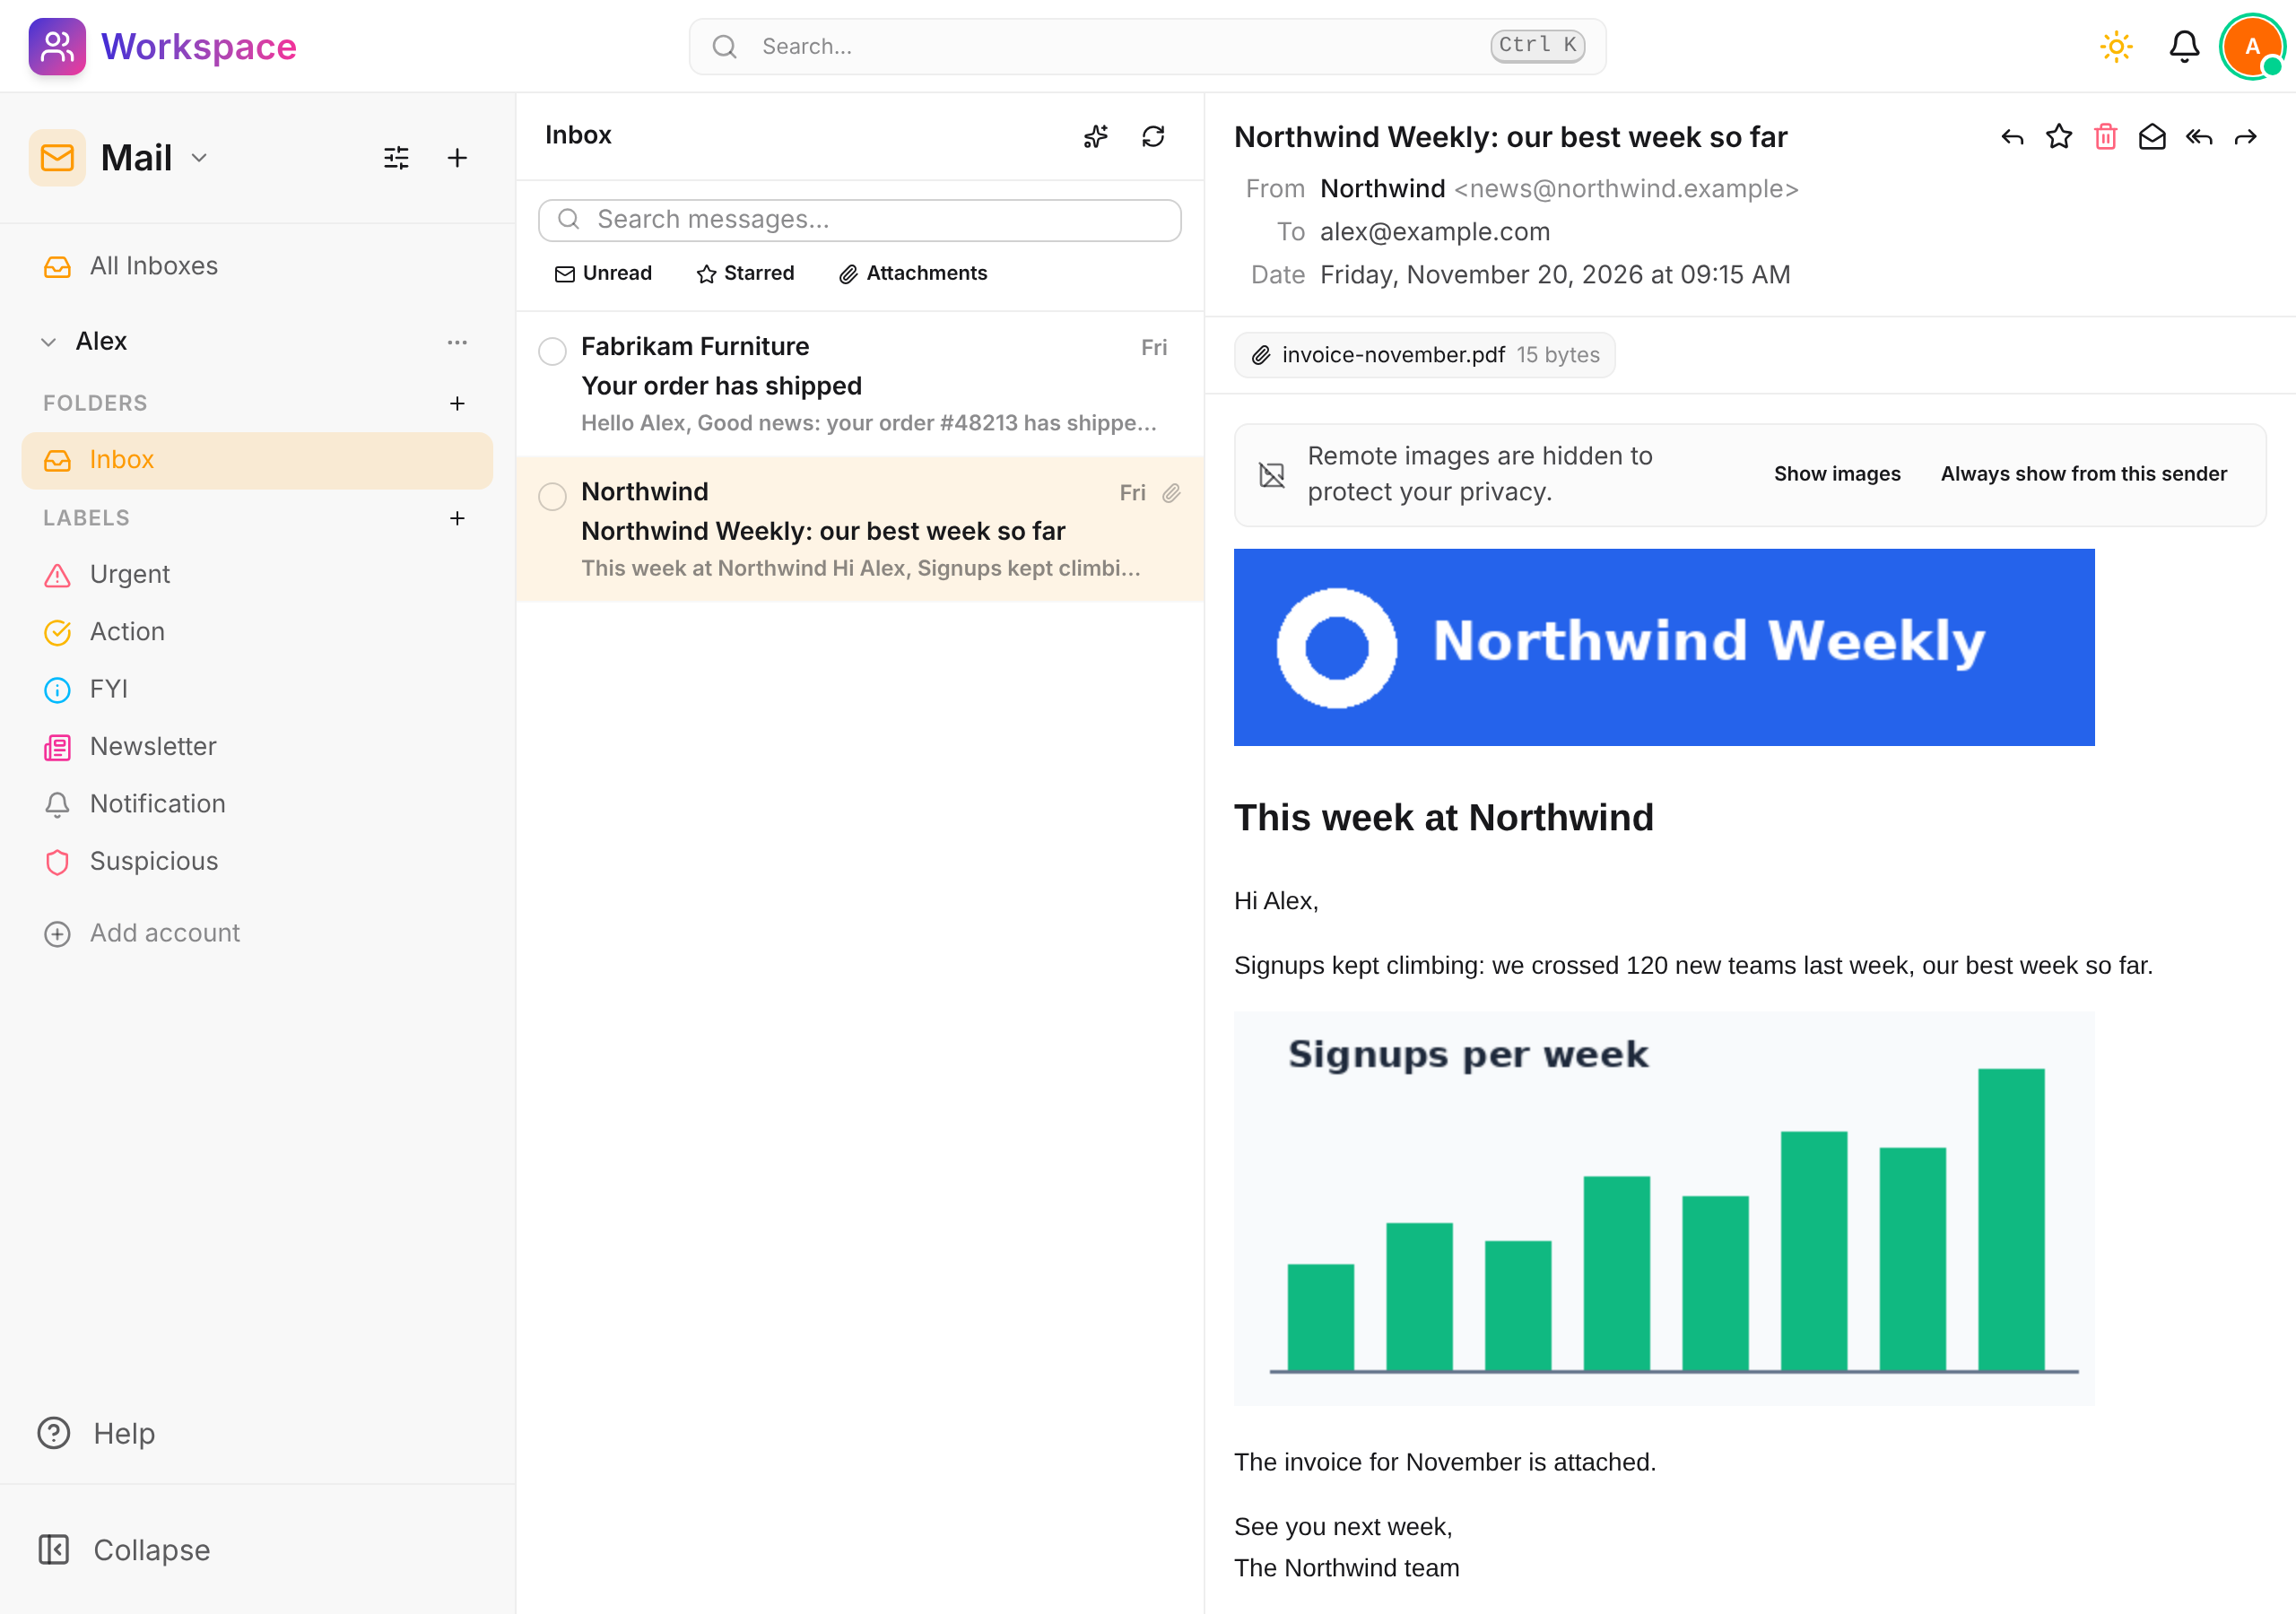 Workspace
Search...
Ctrl K
A
Mail
All Inboxes
Alex
FOLDERS
Inbox
LABELS
Urgent
Action
FYI
Newsletter
Notification
Suspicious
Add account
Help
Collapse
Inbox
Search messages...
Unread Starred Attachments
Fabrikam Furniture Fri
Your order has shipped
Hello Alex, Good news: your order #48213 has shippe...
Northwind Fri
Northwind Weekly: our best week so far
This week at Northwind Hi Alex, Signups kept climbi...
Northwind Weekly: our best week so far
From Northwind <news@northwind.example>
To alex@example.com
Date Friday, November 20, 2026 at 09:15 AM
invoice-november.pdf 15 bytes
Remote images are hidden to
protect your privacy.
Show images Always show from this sender
Northwind Weekly
This week at Northwind
Hi Alex,
Signups kept climbing: we crossed 120 new teams last week, our best week so far.
Signups per week
The invoice for November is attached.
See you next week,
The Northwind team